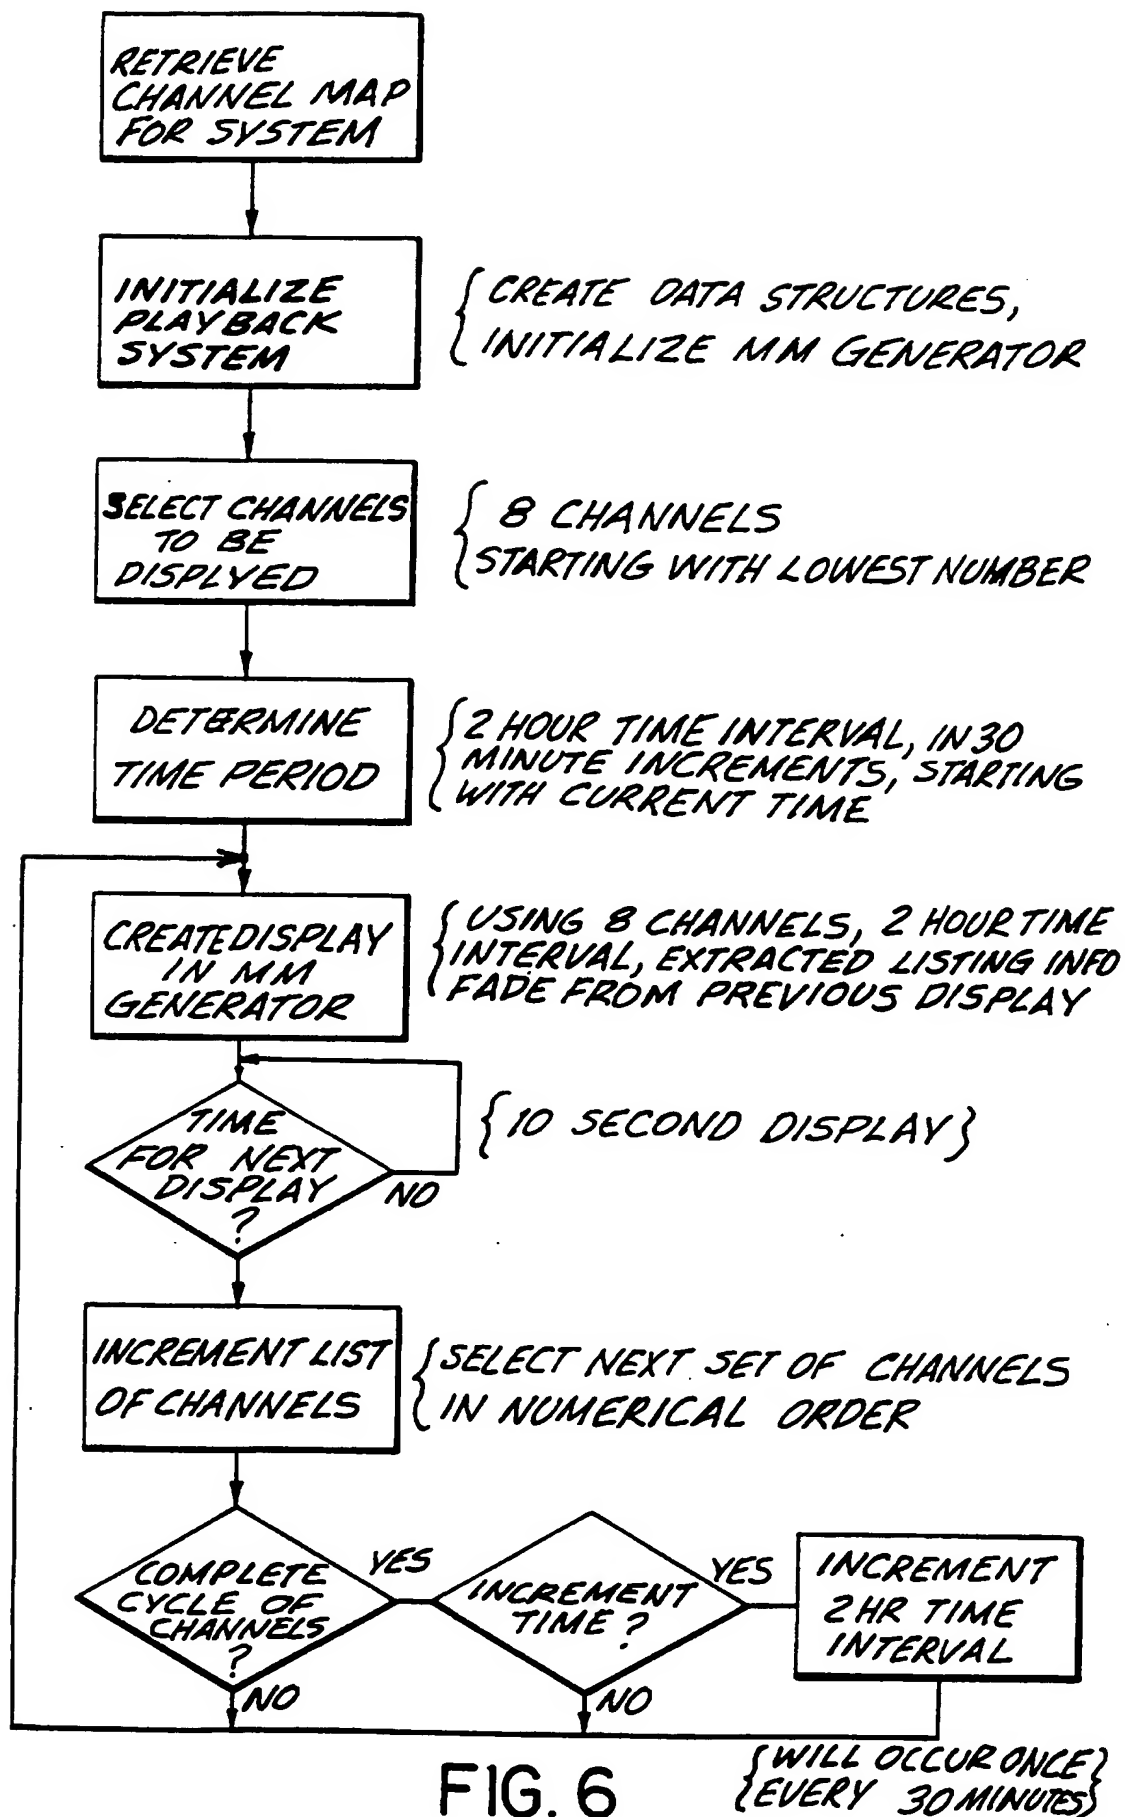 RETRIEVE
CHANNEL MAP
FOR SYSTEM
INITIALIZE
PLAYBACK
SYSTEM
{ CREATE DATA STRUCTURES,
INITIALIZE MM GENERATOR
SELECT CHANNELS
TO BE
DISPLYED
{ 8 CHANNELS
STARTING WITH LOWEST NUMBER
DETERMINE
TIME PERIOD
{ 2 HOUR TIME INTERVAL, IN 30
MINUTE INCREMENTS, STARTING
WITH CURRENT TIME
CREATE DISPLAY
IN MM
GENERATOR
{ USING 8 CHANNELS, 2 HOUR TIME
INTERVAL, EXTRACTED LISTING INFO
FADE FROM PREVIOUS DISPLAY
TIME
FOR NEXT
DISPLAY
?
NO
{ 10 SECOND DISPLAY }
INCREMENT LIST
OF CHANNELS
{ SELECT NEXT SET OF CHANNELS
IN NUMERICAL ORDER
COMPLETE
CYCLE OF
CHANNELS
?
YES
NO
INCREMENT
TIME ?
YES
NO
INCREMENT
2 HR TIME
INTERVAL
{ WILL OCCUR ONCE }
{ EVERY 30 MINUTES }
FIG. 6